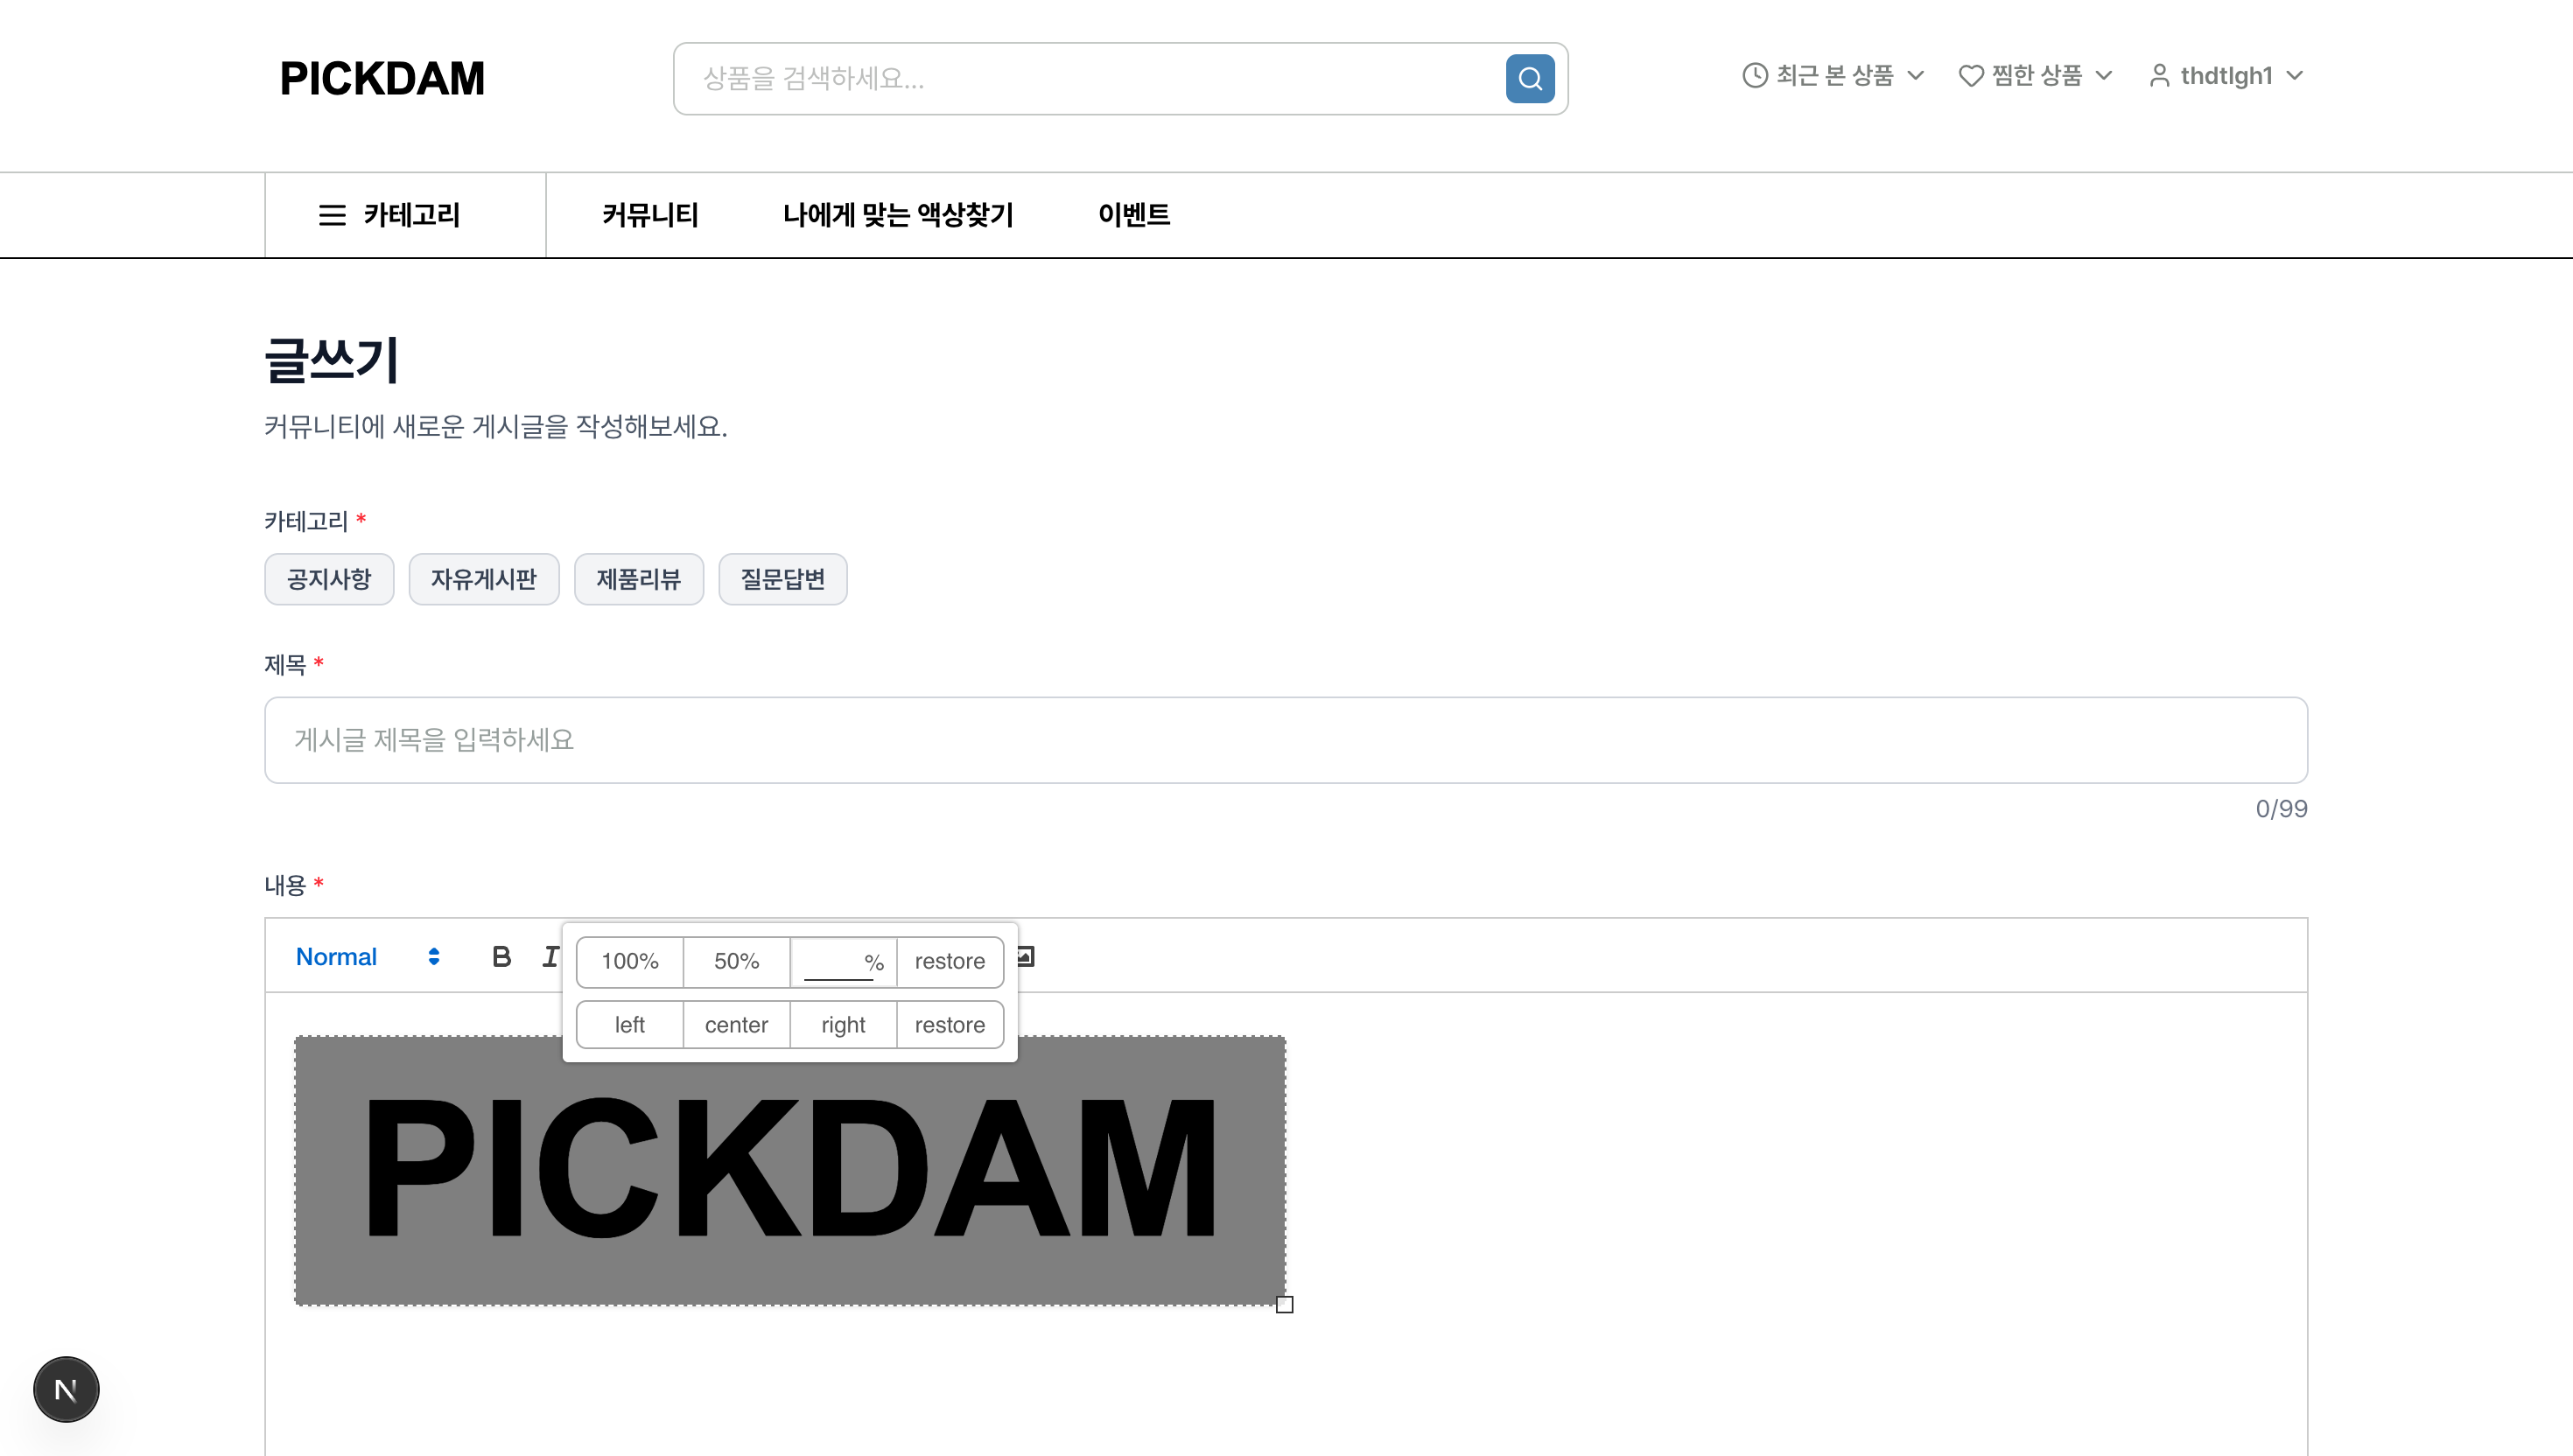 PICKDAM
상품을 검색하세요...
최근 본 상품
찜한 상품
thdtlgh1
카테고리
커뮤니티
나에게 맞는 액상찾기
이벤트
글쓰기
커뮤니티에 새로운 게시글을 작성해보세요.
카테고리 *
공지사항
자유게시판
제품리뷰
질문답변
제목 *
게시글 제목을 입력하세요
0/99
내용 *
Normal
B
I
100%
50%
%
restore
left
center
right
restore
PICKDAM
N